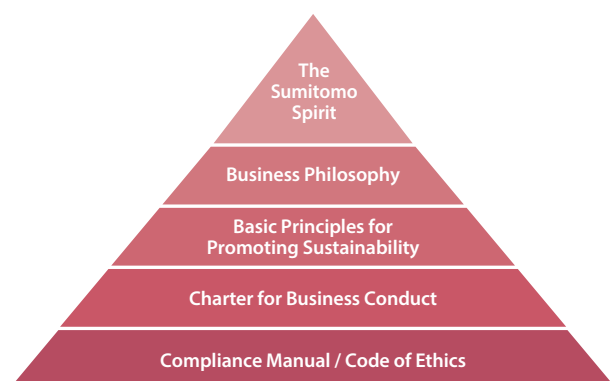 The
Sumitomo
Spirit
Business Philosophy
Basic Principles for
Promoting Sustainability
Charter for Business Conduct
Compliance Manual / Code of Ethics